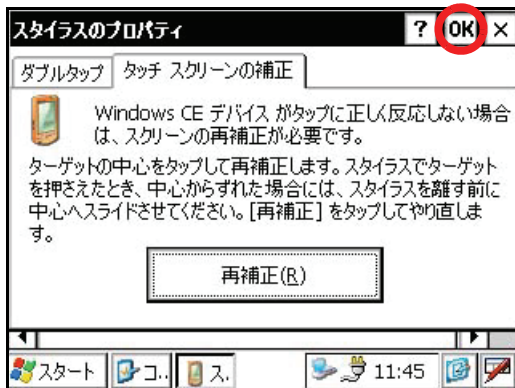 スタイラスのプロパティ ? OK ×
ダブルタップ タッチ スクリーンの補正
Windows CE デバイス がタップに正しく反応しない場合
は、スクリーンの再補正が必要です。
ターゲットの中心をタップして再補正します。スタイラスでターゲット
を押さえたとき、中心からずれた場合には、スタイラスを離す前に
中心へスライドさせてください。[再補正] をタップしてやり直しま
す。
再補正(R)
スタート コ.. ス. 11:45